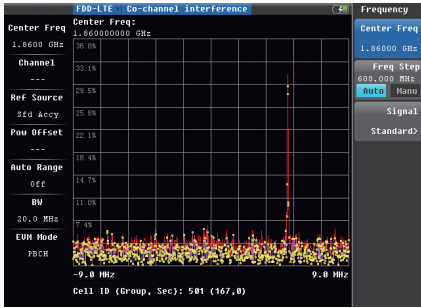 FDD-LTE Co-channel interference
Frequency
Center Freq
1.8600 GHz
Channel
---
Ref Source
Sfd Accy
Pow Offset
---
Auto Range
Off
BW
20.0 MHz
EVM Mode
PBCH
Center Freq:
1.860000000 GHz
36.8%
33.1%
29.5%
25.8%
22.1%
18.4%
14.7%
11.0%
7.4%
-9.0 MHz
9.0 MHz
Cell ID (Group, Sec): 501 (167,0)
Center Freq
1.86000 GHz
Freq Step
600.000 MHz
Auto Manu
Signal
Standard>